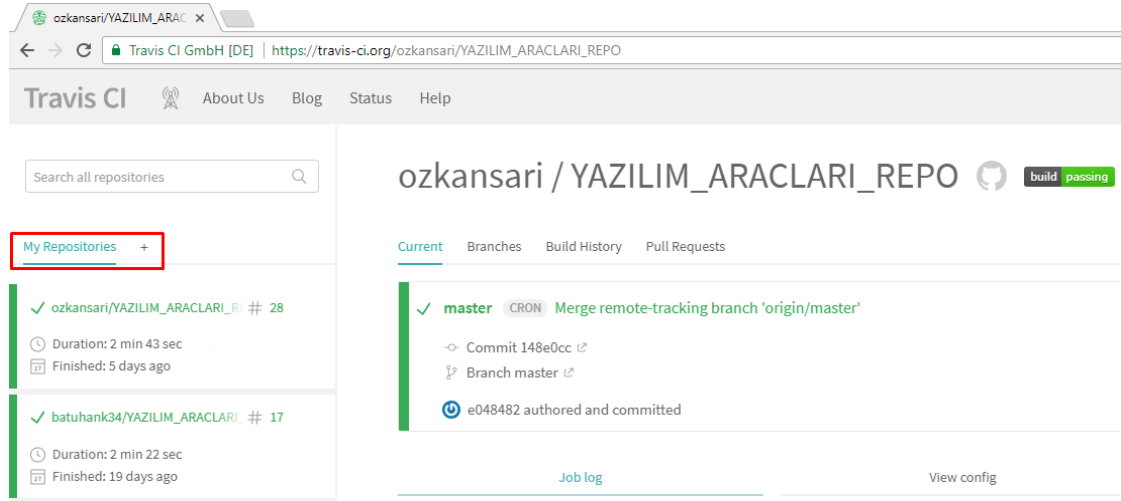 ozkansari/YAZILIM_ARAC
Travis CI GmbH [DE] | https://travis-ci.org/ozkansari/YAZILIM_ARACLARI_REPO
Travis CI About Us Blog Status Help
Search all repositories
My Repositories +
ozkansari/YAZILIM_ARACLARI_RE # 28
Duration: 2 min 43 sec
Finished: 5 days ago
batuhank34/YAZILIM_ARACLARI_ # 17
Duration: 2 min 22 sec
Finished: 19 days ago
ozkansari / YAZILIM_ARACLARI_REPO build passing
Current Branches Build History Pull Requests
master CRON Merge remote-tracking branch 'origin/master'
Commit 148e0cc
Branch master
e048482 authored and committed
Job log View config